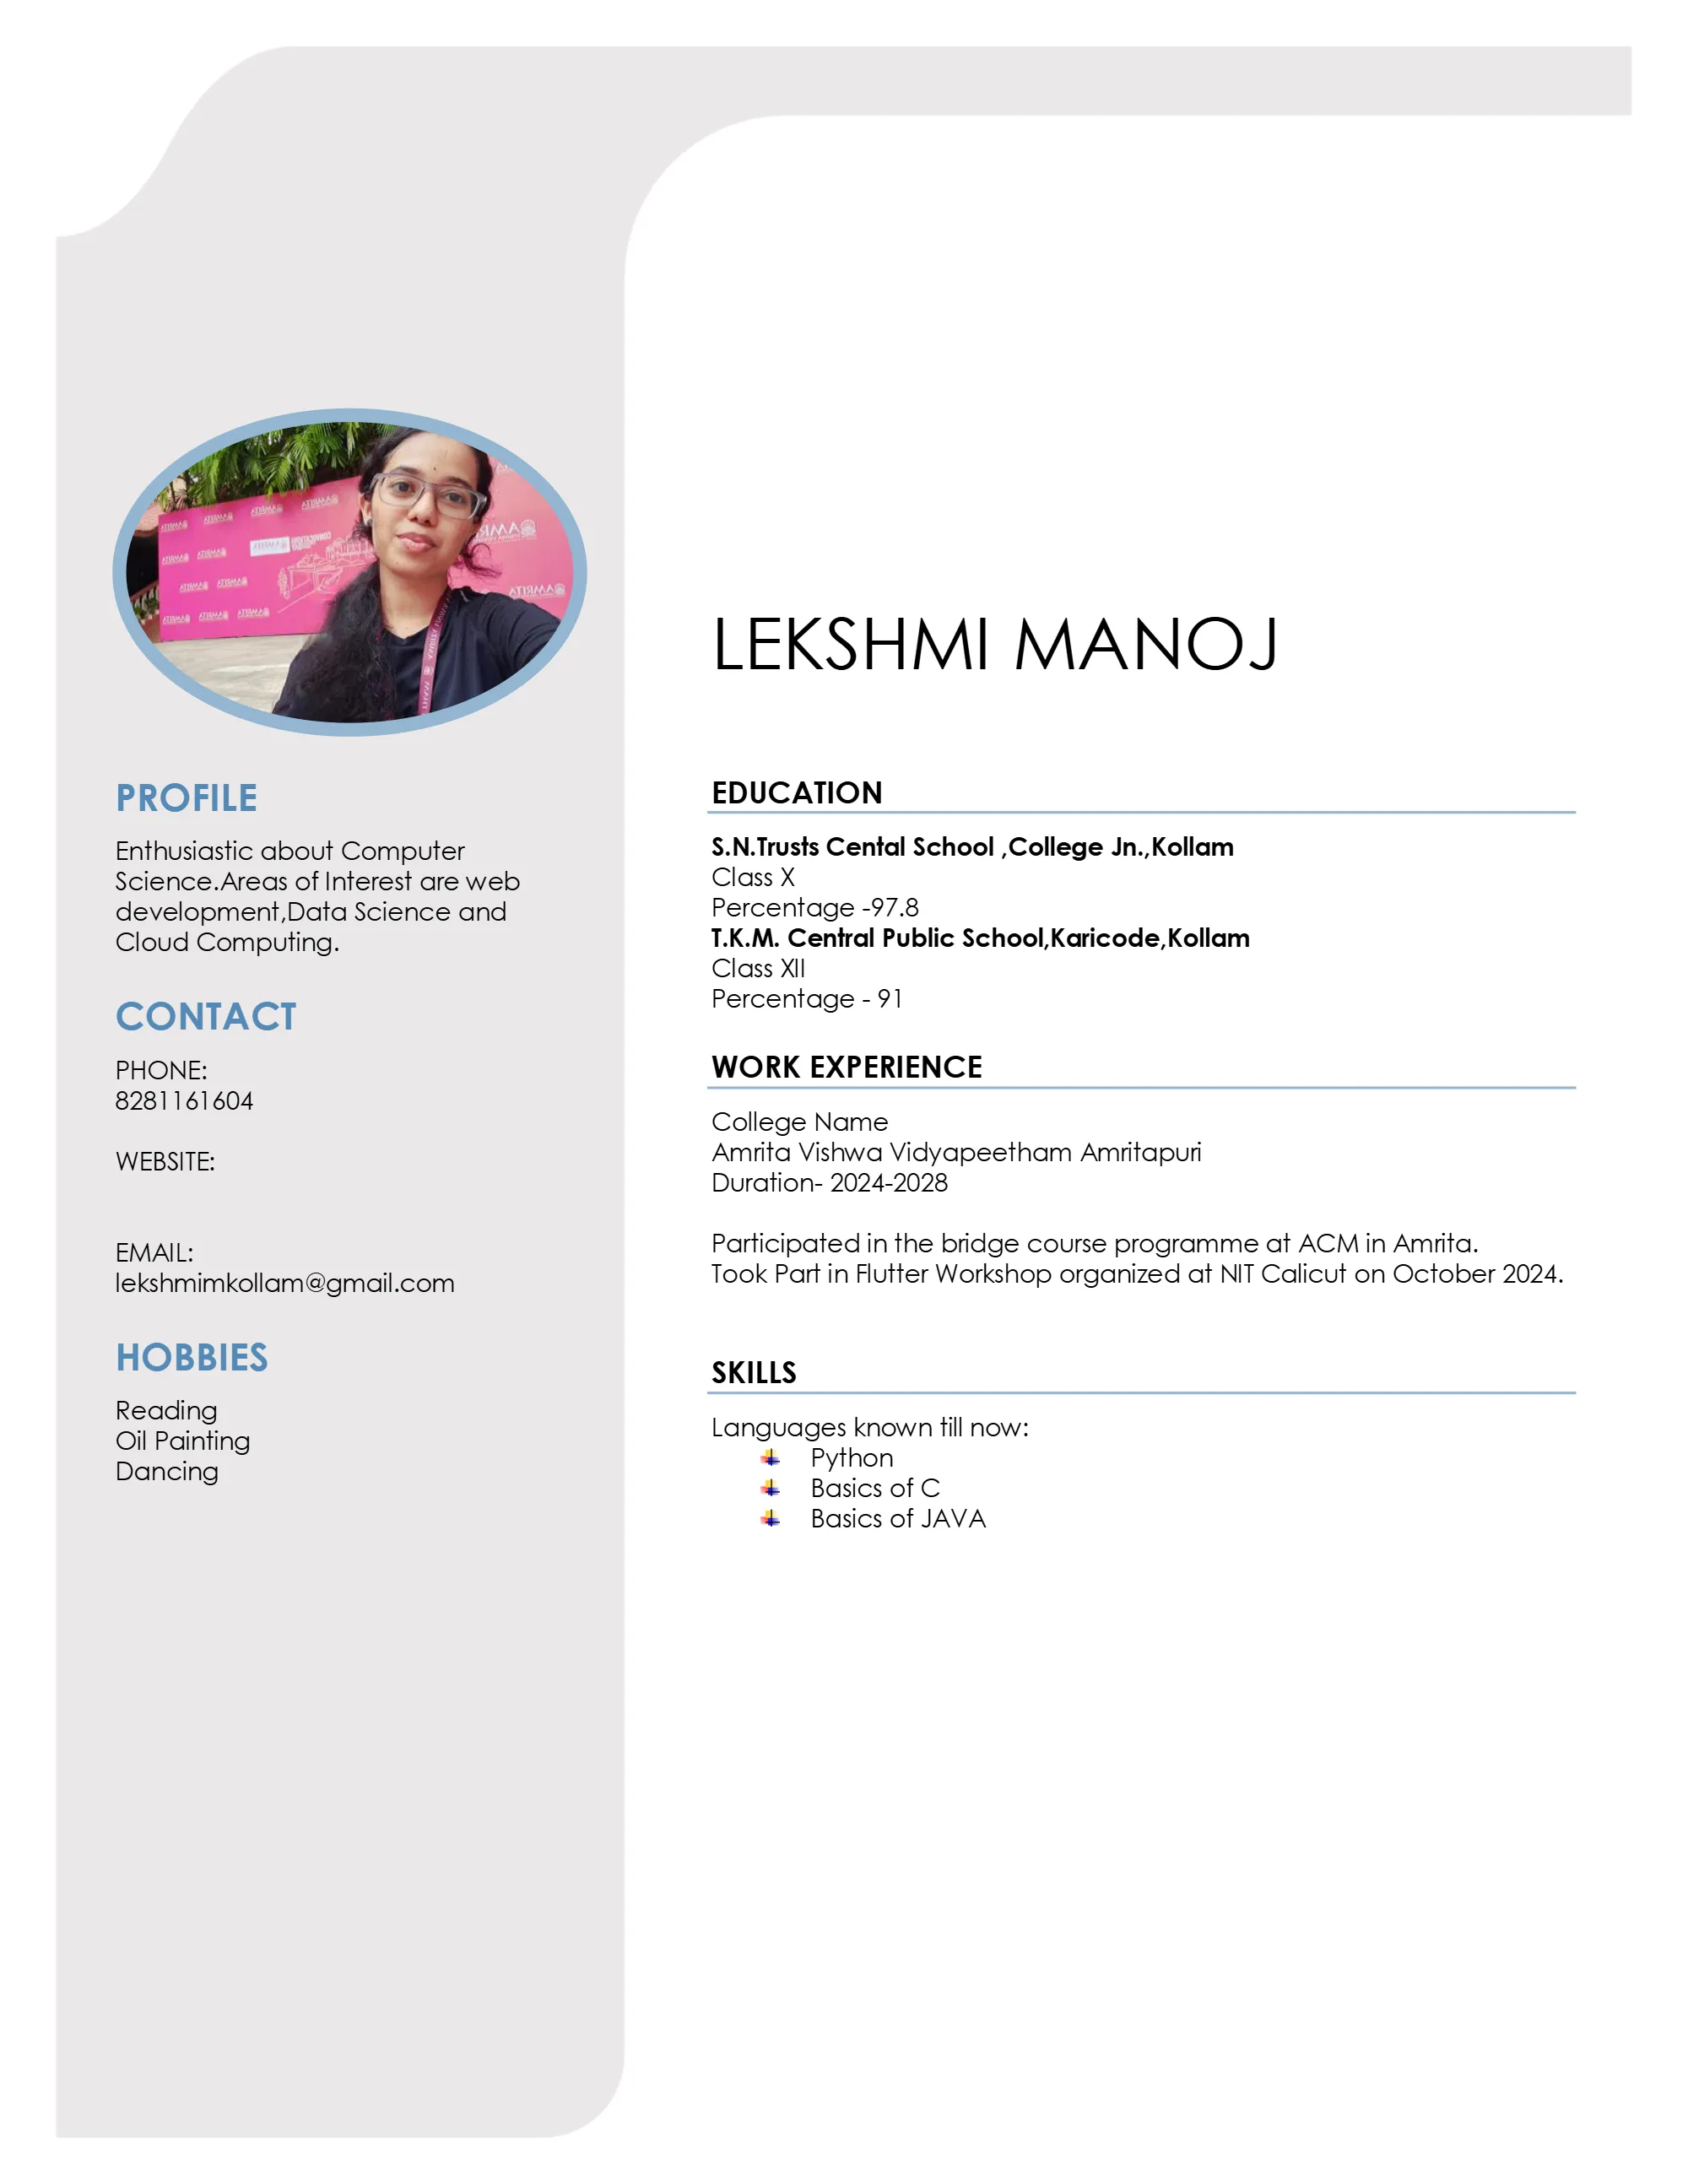 LEKSHMI MANOJ
PROFILE
Enthusiastic about Computer
Science.Areas of Interest are web
development,Data Science and
Cloud Computing.
CONTACT
PHONE:
8281161604
WEBSITE:
EMAIL:
lekshmimkollam@gmail.com
HOBBIES
Reading
Oil Painting
Dancing
EDUCATION
S.N.Trusts Cental School ,College Jn.,Kollam
Class X
Percentage -97.8
T.K.M. Central Public School,Karicode,Kollam
Class XII
Percentage - 91
WORK EXPERIENCE
College Name
Amrita Vishwa Vidyapeetham Amritapuri
Duration- 2024-2028
Participated in the bridge course programme at ACM in Amrita.
Took Part in Flutter Workshop organized at NIT Calicut on October 2024.
SKILLS
Languages known till now:
Python
Basics of C
Basics of JAVA